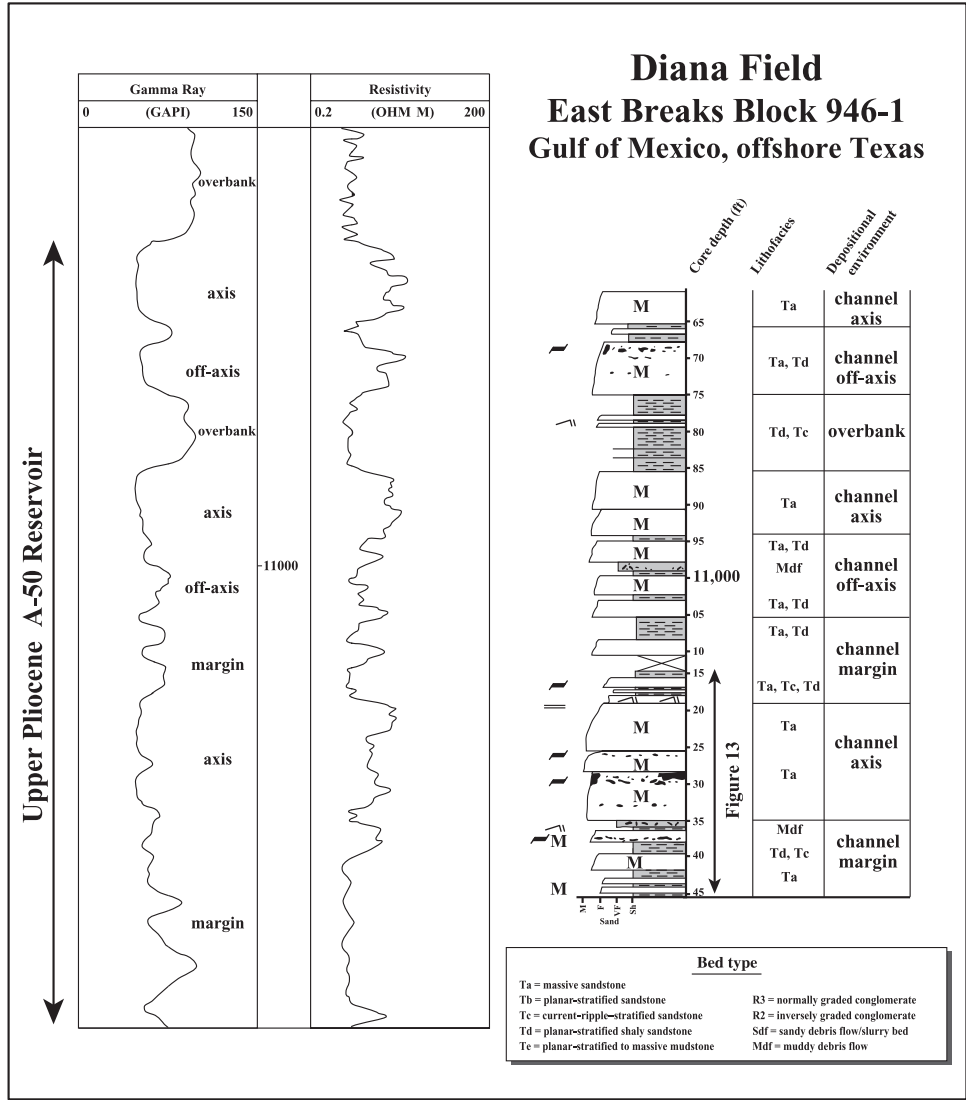 Diana Field
East Breaks Block 946-1
Gulf of Mexico, offshore Texas
Gamma Ray
0 (GAPI) 150
Resistivity
0.2 (OHM M) 200
Upper Pliocene A-50 Reservoir
overbank
axis
off-axis
overbank
axis
11000
off-axis
margin
axis
margin
Core depth (ft)
Lithofacies
Depositional
environment
M
Ta
channel
axis
65
70
M
Ta, Td
channel
off-axis
75
80
Td, Tc
overbank
85
M
90
Ta
channel
axis
M
95
Ta, Td
M
Mdf
channel
off-axis
11,000
M
Ta, Td
05
Ta, Td
10
channel
margin
15
Ta, Tc, Td
20
M
Ta
channel
axis
25
M
Ta
30
M
35
Mdf
channel
margin
M
Td, Tc
40
M
Ta
M
45
Figure 13
M
F
VF
Sh
Sand
Bed type
Ta = massive sandstone
Tb = planar-stratified sandstone
Tc = current-ripple-stratified sandstone
Td = planar-stratified shaly sandstone
Te = planar-stratified to massive mudstone
R3 = normally graded conglomerate
R2 = inversely graded conglomerate
Sdf = sandy debris flow/slurry bed
Mdf = muddy debris flow